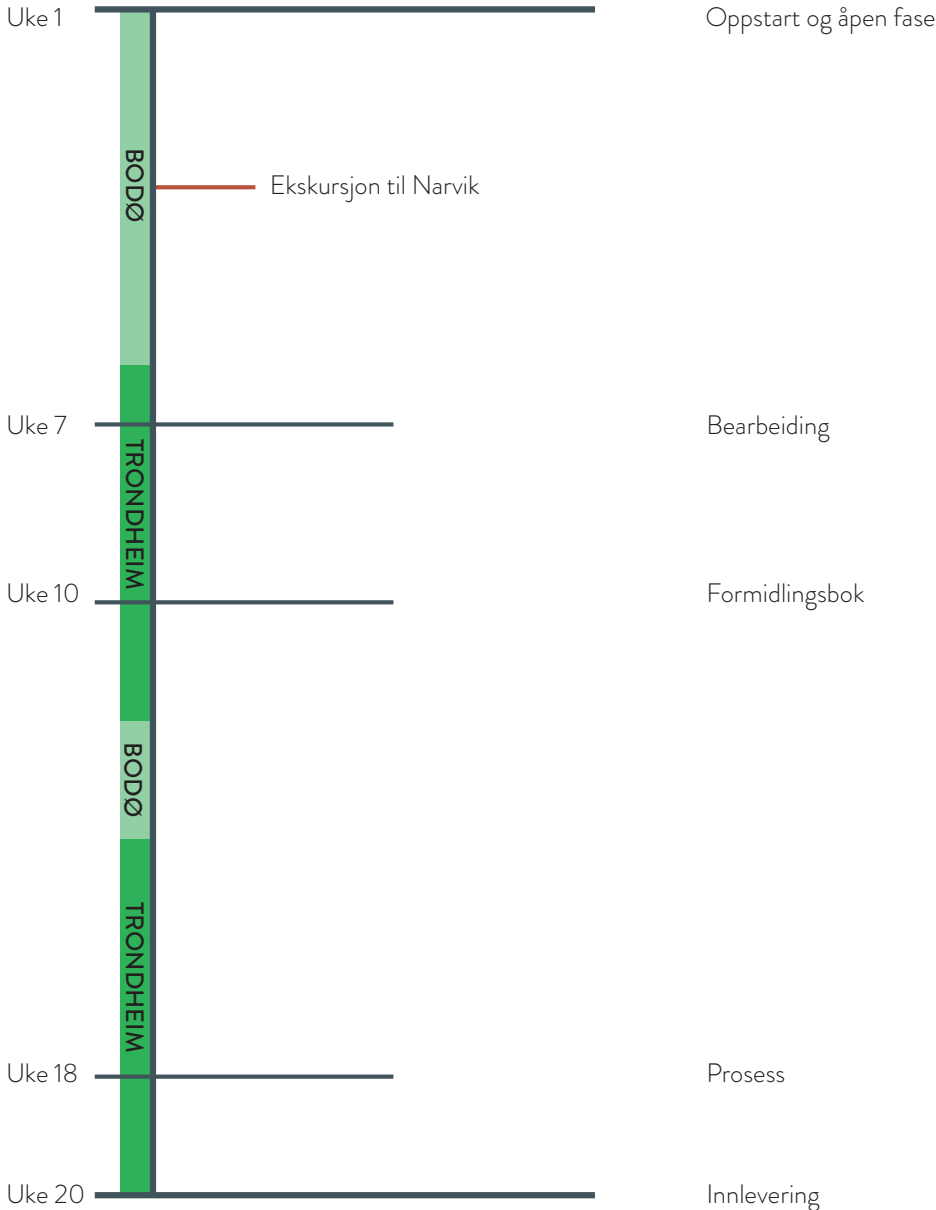 Uke 1
Oppstart og åpen fase
BODØ
Ekskursjon til Narvik
Uke 7
Bearbeiding
TRONDHEIM
Uke 10
Formidlingsbok
BODØ
TRONDHEIM
Uke 18
Prosess
Uke 20
Innlevering